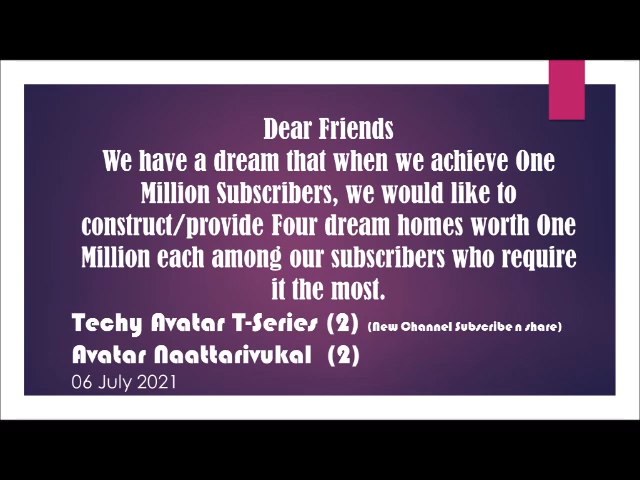 Dear Friends
We have a dream that when we achieve One
Million Subscribers, we would like to
construct/provide Four dream homes worth One
Million each among our subscribers who require
it the most.
Techy Avatar T-Series (2) (New Channel Subscribe n share)
Avatar Naattarivukal (2)
06 July 2021